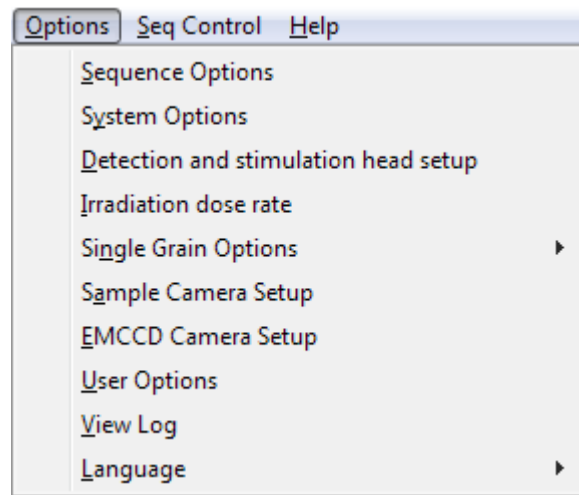 Options Seq Control Help
Sequence Options
System Options
Detection and stimulation head setup
Irradiation dose rate
Single Grain Options
Sample Camera Setup
EMCCD Camera Setup
User Options
View Log
Language